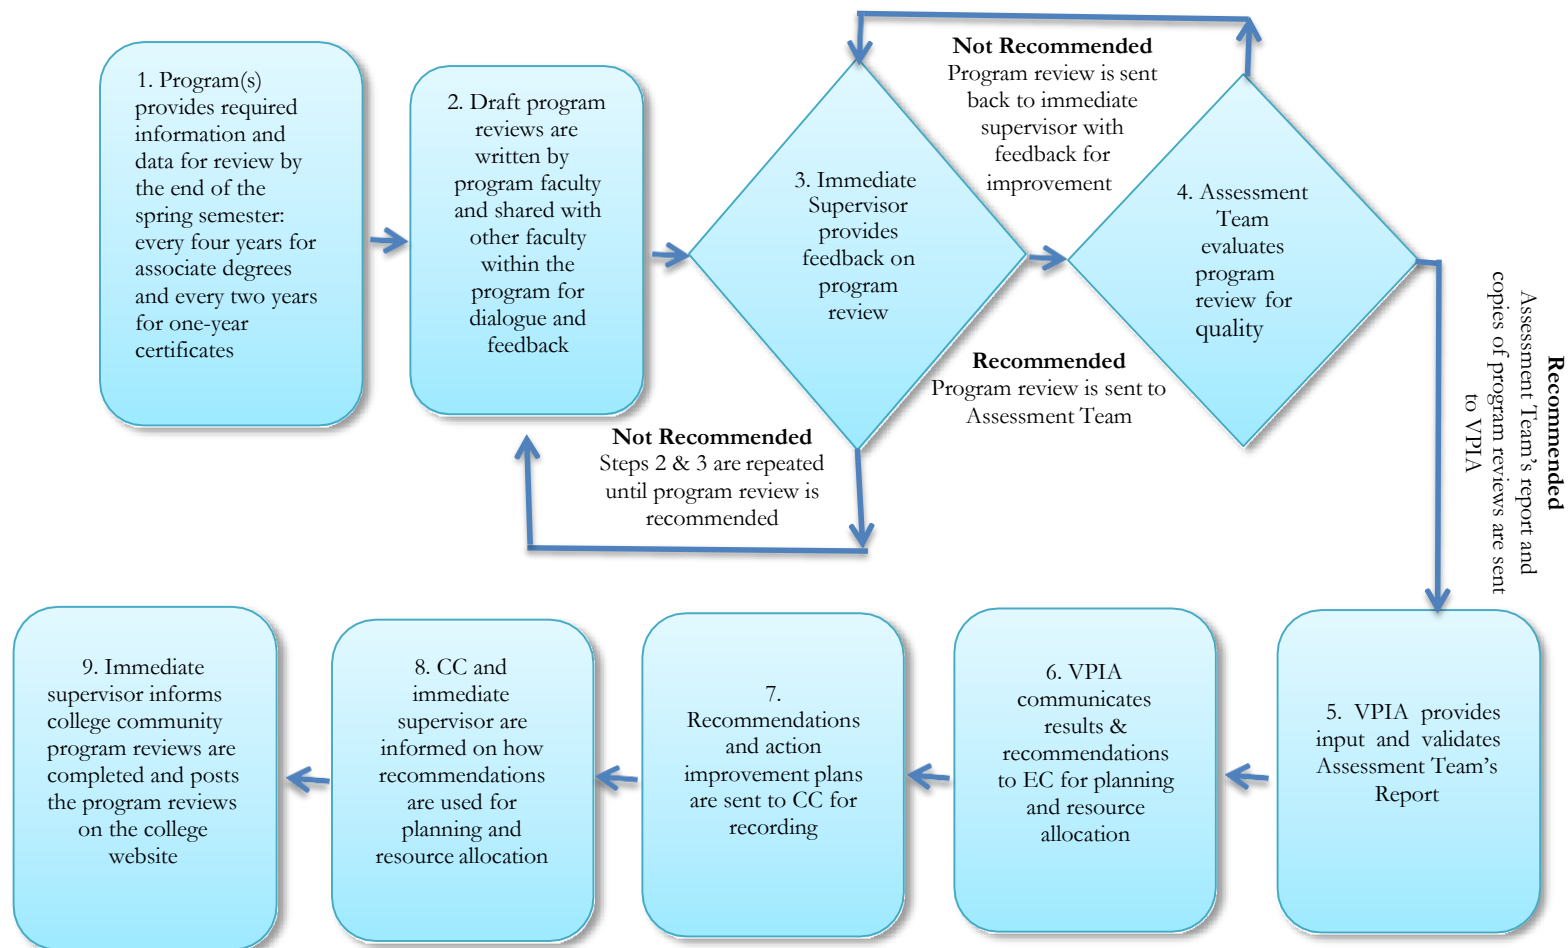 1. Program(s)
provides required
information and
data for review by
the end of the
spring semester:
every four years for
associate degrees
and every two years
for one-year
certificates
2. Draft program
reviews are
written by
program faculty
and shared with
other faculty
within the
program for
dialogue and
feedback
3. Immediate
Supervisor
provides
feedback on
program
review
Not Recommended
Program review is sent
back to immediate
supervisor with
feedback for
improvement
4. Assessment
Team
evaluates
program
review for
quality
Recommended
Program review is sent to
Assessment Team
Not Recommended
Steps 2 & 3 are repeated
until program review is
recommended
Recommended
Assessment Team's report and
copies of program reviews are sent
to VPIA
5. VPIA provides
input and validates
Assessment Team's
Report
6. VPIA
communicates
results &
recommendations
to EC for planning
and resource
allocation
7.
Recommendations
and action
improvement plans
are sent to CC for
recording
8. CC and
immediate
supervisor are
informed on how
recommendations
are used for
planning and
resource allocation
9. Immediate
supervisor informs
college community
program reviews are
completed and posts
the program reviews
on the college
website